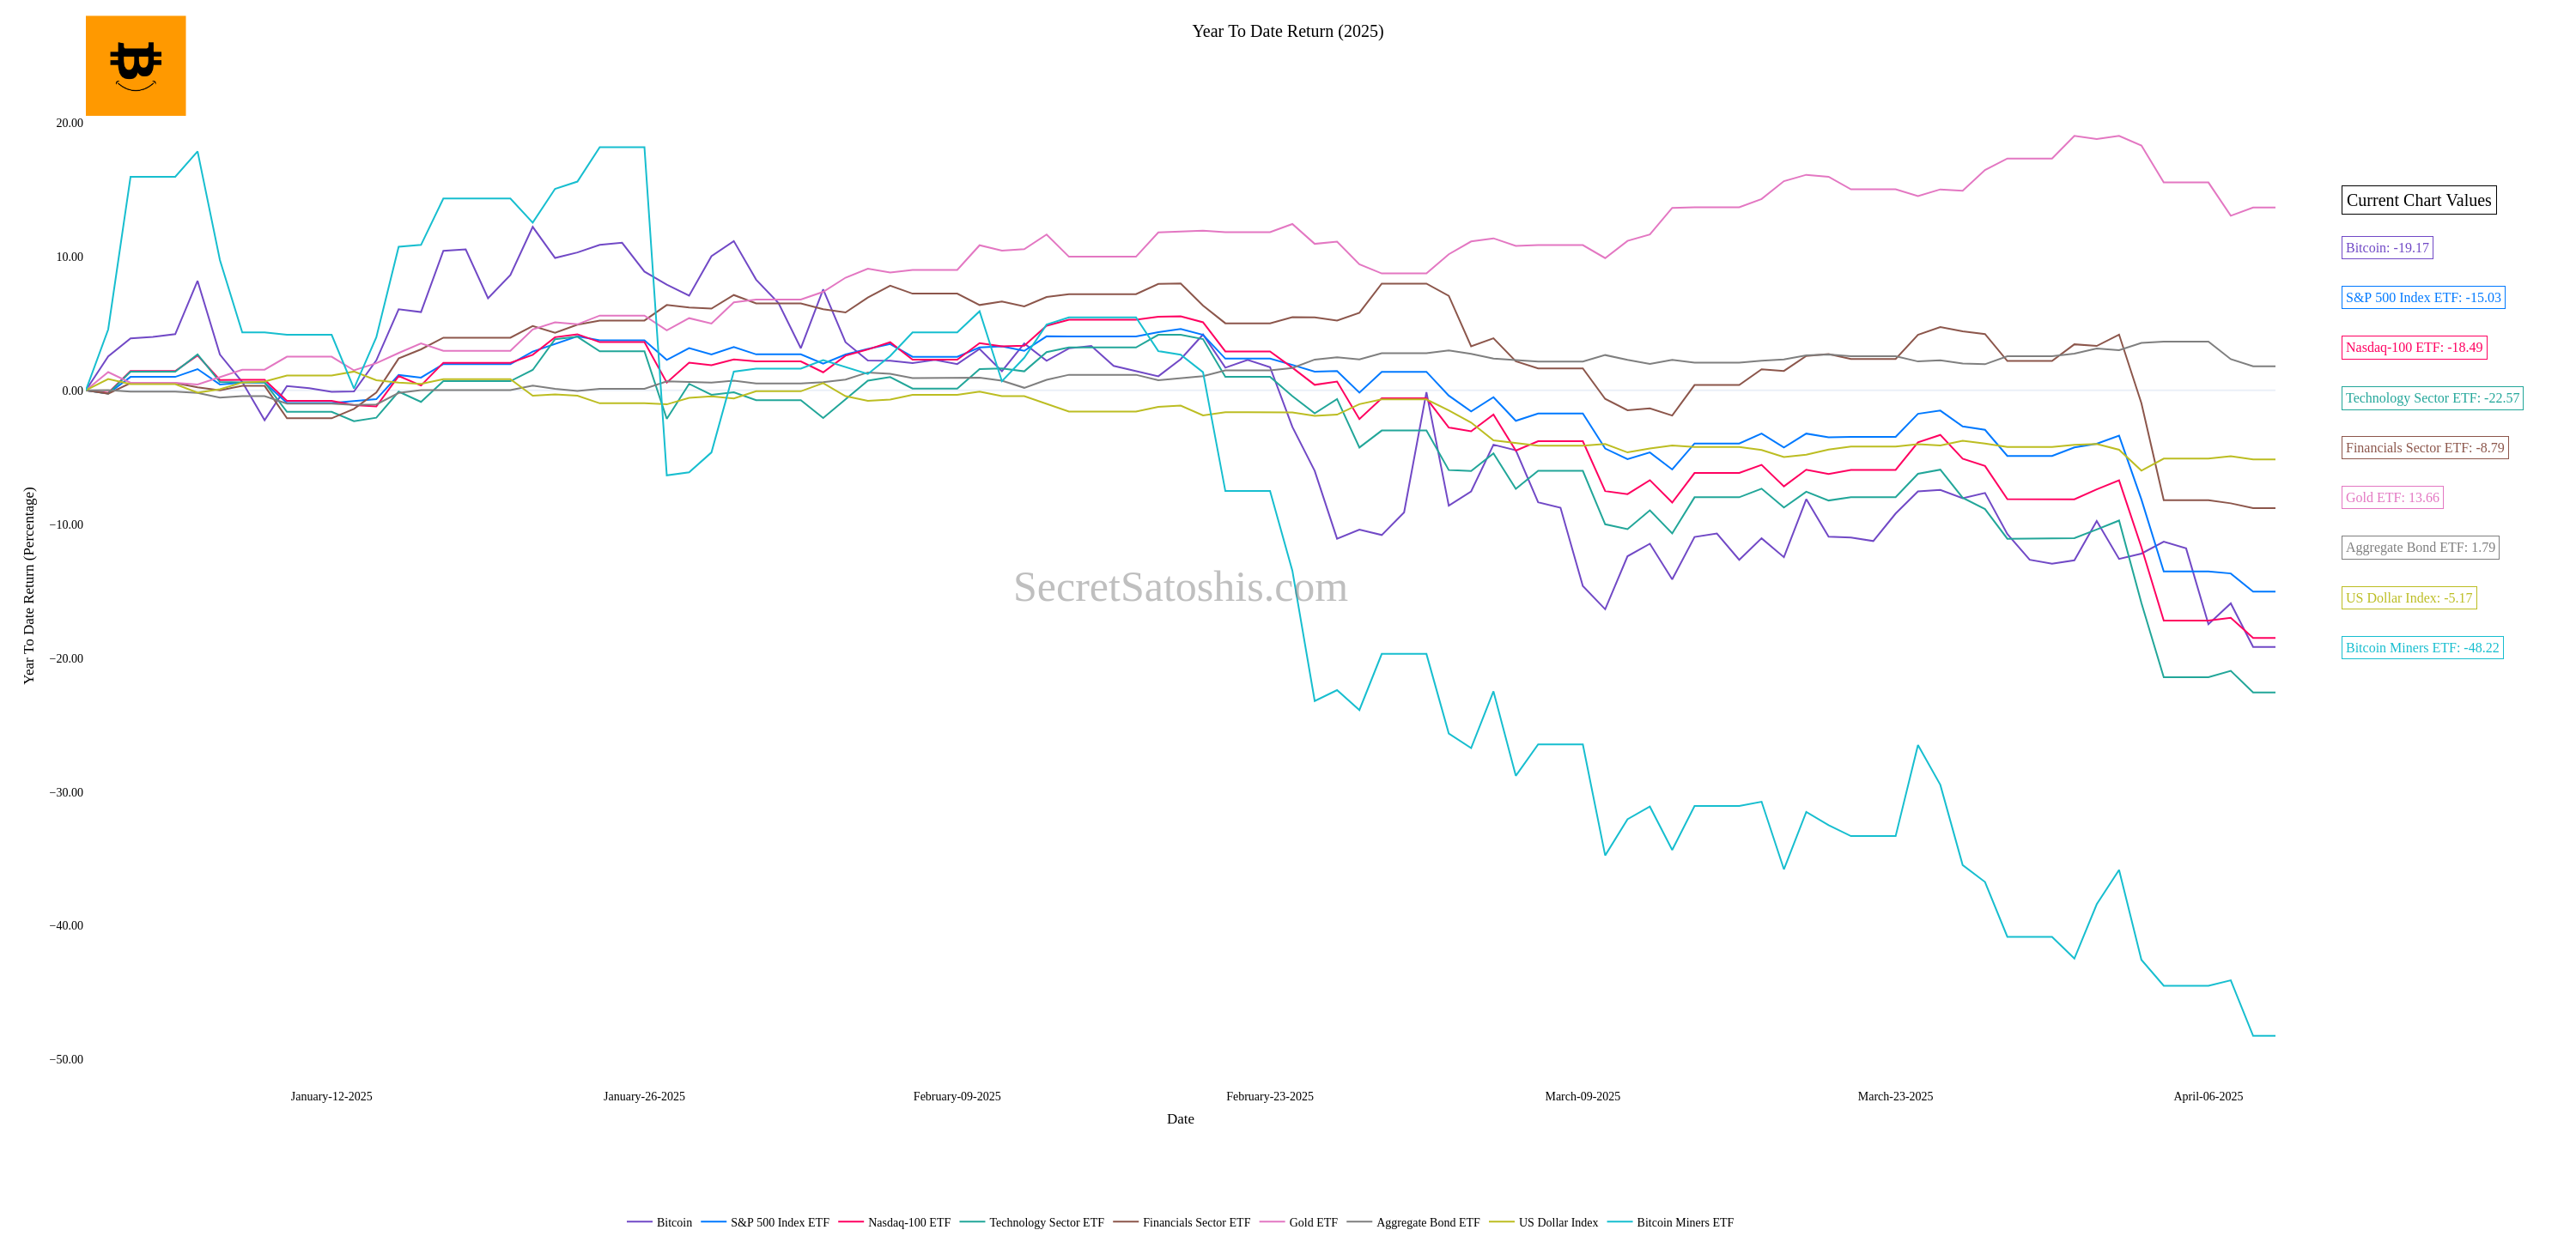 Year To Date Return (2025)
20.00
10.00
0.00
−10.00
−20.00
−30.00
−40.00
−50.00
Year To Date Return (Percentage)
SecretSatoshis.com
Current Chart Values
Bitcoin: -19.17
S&P 500 Index ETF: -15.03
Nasdaq-100 ETF: -18.49
Technology Sector ETF: -22.57
Financials Sector ETF: -8.79
Gold ETF: 13.66
Aggregate Bond ETF: 1.79
US Dollar Index: -5.17
Bitcoin Miners ETF: -48.22
January-12-2025 January-26-2025 February-09-2025 February-23-2025 March-09-2025 March-23-2025 April-06-2025
Date
Bitcoin S&P 500 Index ETF Nasdaq-100 ETF Technology Sector ETF Financials Sector ETF Gold ETF Aggregate Bond ETF US Dollar Index Bitcoin Miners ETF